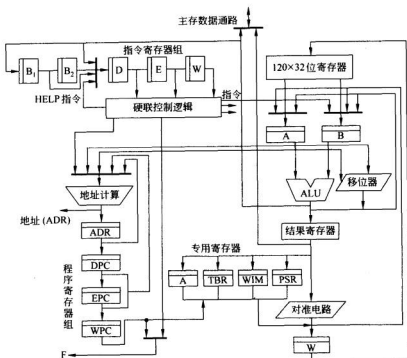 主存数据通路
指令寄存器组
B₁
B₂
D
E
W
120×32位寄存器
HELP 指令
硬联控制逻辑
指令
A
B
ALU
移位器
地址计算
地址(ADR)
ADR
结果寄存器
专用寄存器
程序寄存器组
DPC
EPC
WPC
A
TBR
WIM
PSR
对准电路
W
F